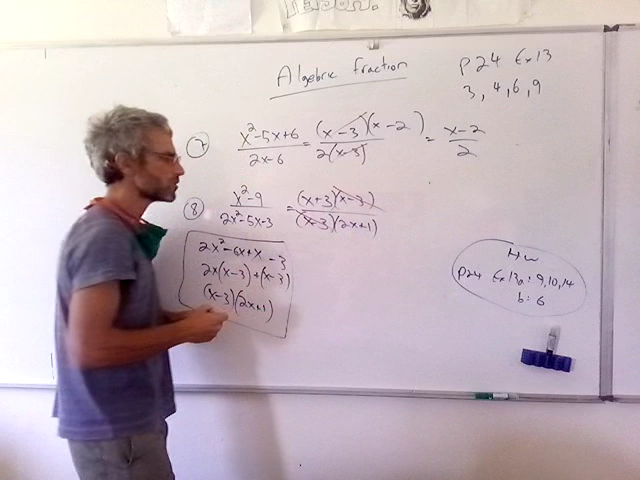 Algebraic fraction
P24 Ex13
3, 4, 6, 9
⑦ x²-5x+6 / 2x-6 = (x-3)(x-2) / 2(x-3) = x-2 / 2
⑧ x²-9 / 2x²-5x-3 = (x+3)(x-3) / (x-3)(2x+1)
2x²-6x+x-3
2x(x-3)+(x-3)
(x-3)(2x+1)
HW
P24 Ex13a: 9,10,14
b: 6